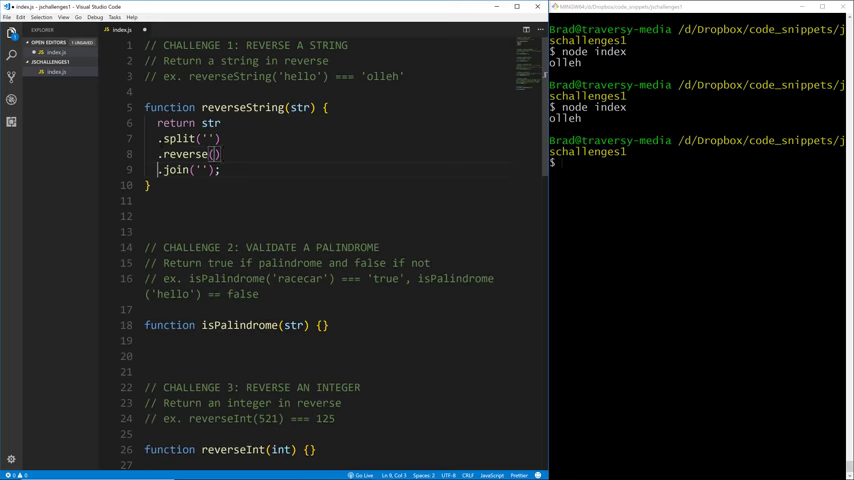 index.js - Visual Studio Code
File Edit Selection View Go Debug Tasks Help
EXPLORER
OPEN EDITORS 1 UNSAVED
index.js
JSCHALLENGES1
index.js
index.js
1 // CHALLENGE 1: REVERSE A STRING
2 // Return a string in reverse
3 // ex. reverseString('hello') === 'olleh'
4
5 function reverseString(str) {
6 return str
7 .split('')
8 .reverse()
9 .join('');
10 }
11
12
13
14 // CHALLENGE 2: VALIDATE A PALINDROME
15 // Return true if palindrome and false if not
16 // ex. isPalindrome('racecar') === 'true', isPalindrome
('hello') == false
17
18 function isPalindrome(str) {}
19
20
21
22 // CHALLENGE 3: REVERSE AN INTEGER
23 // Return an integer in reverse
24 // ex. reverseInt(521) === 125
25
26 function reverseInt(int) {}
27
0 0
Go Live Ln 9, Col 3 Spaces: 2 UTF-8 CRLF JavaScript Prettier
MINGW64:/d/Dropbox/code_snippets/jschallenges1
Brad@traversy-media /d/Dropbox/code_snippets/j
schallenges1
$ node index
olleh
Brad@traversy-media /d/Dropbox/code_snippets/j
schallenges1
$ node index
olleh
Brad@traversy-media /d/Dropbox/code_snippets/j
schallenges1
$